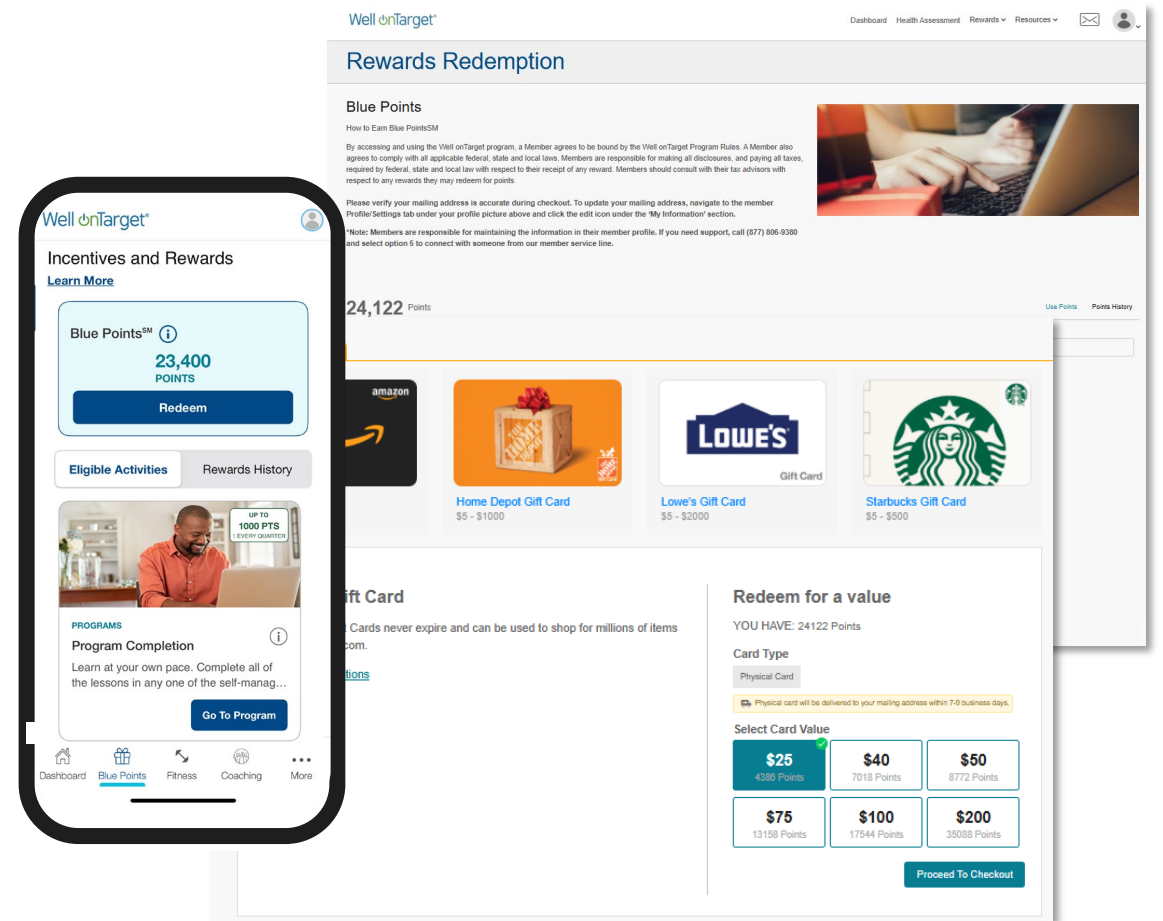 Well onTarget®
Dashboard Health Assessment Rewards Resources
Rewards Redemption
Blue Points
How to Earn Blue PointsSM
By accessing and using the Well onTarget program, a Member agrees to be bound by the Well onTarget Program Rules. A Member also
agrees to comply with all applicable federal, state and local laws. Members are responsible for making all disclosures, and paying all taxes,
required by federal, state and local law with respect to their receipt of any reward. Members should consult with their tax advisors with
respect to any rewards they may redeem for points.
Please verify your mailing address is accurate during checkout. To update your mailing address, navigate to the member
Profile/Settings tab under your profile picture above and click the edit icon under the 'My Information' section.
*Note: Members are responsible for maintaining the information in their member profile. If you need support, call (877) 806-9380
and select option 5 to connect with someone from our member service line.
24,122 Points
Use Points Points History
amazon
THE HOME DEPOT
LOWE'S
Gift Card
Home Depot Gift Card
$5 - $1000
Lowe's Gift Card
$5 - $2000
Starbucks Gift Card
$5 - $500
ift Card
Cards never expire and can be used to shop for millions of items
com.
tions
Redeem for a value
YOU HAVE: 24122 Points
Card Type
Physical Card
Physical card will be delivered to your mailing address within 7-9 business days.
Select Card Value
$25
4386 Points
$40
7018 Points
$50
8772 Points
$75
13158 Points
$100
17544 Points
$200
35088 Points
Proceed To Checkout
Well onTarget®
Incentives and Rewards
Learn More
Blue Points℠
23,400
POINTS
Redeem
Eligible Activities
Rewards History
UP TO
1000 PTS
1 EVERY QUARTER
PROGRAMS
Program Completion
Learn at your own pace. Complete all of
the lessons in any one of the self-manag...
Go To Program
Dashboard Blue Points Fitness Coaching More